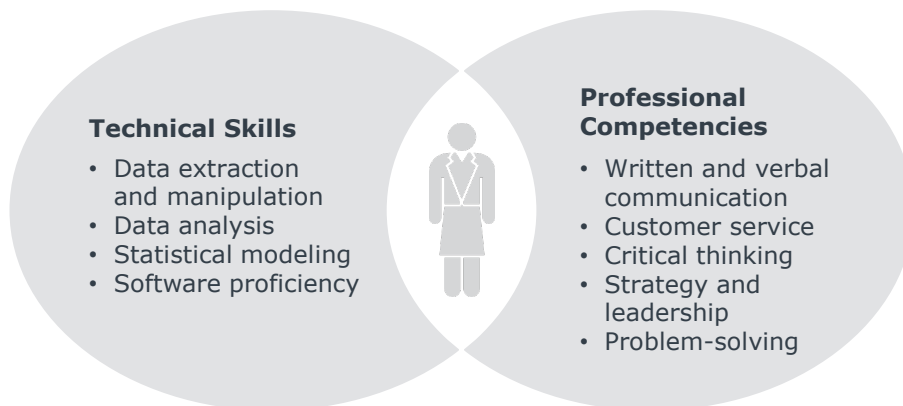 Technical Skills
• Data extraction
and manipulation
• Data analysis
• Statistical modeling
• Software proficiency
Professional
Competencies
• Written and verbal
communication
• Customer service
• Critical thinking
• Strategy and
leadership
• Problem-solving